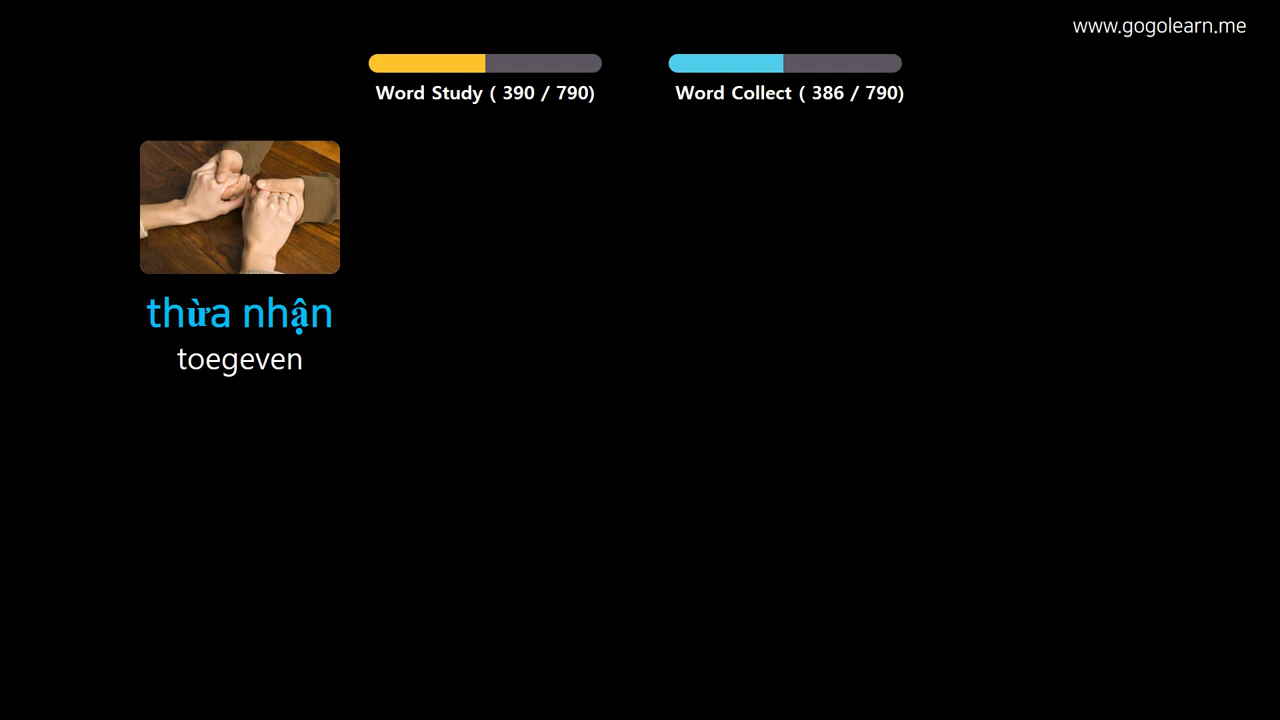 www.gogolearn.me
Word Study ( 390 / 790)
Word Collect ( 386 / 790)
thừa nhận
toegeven